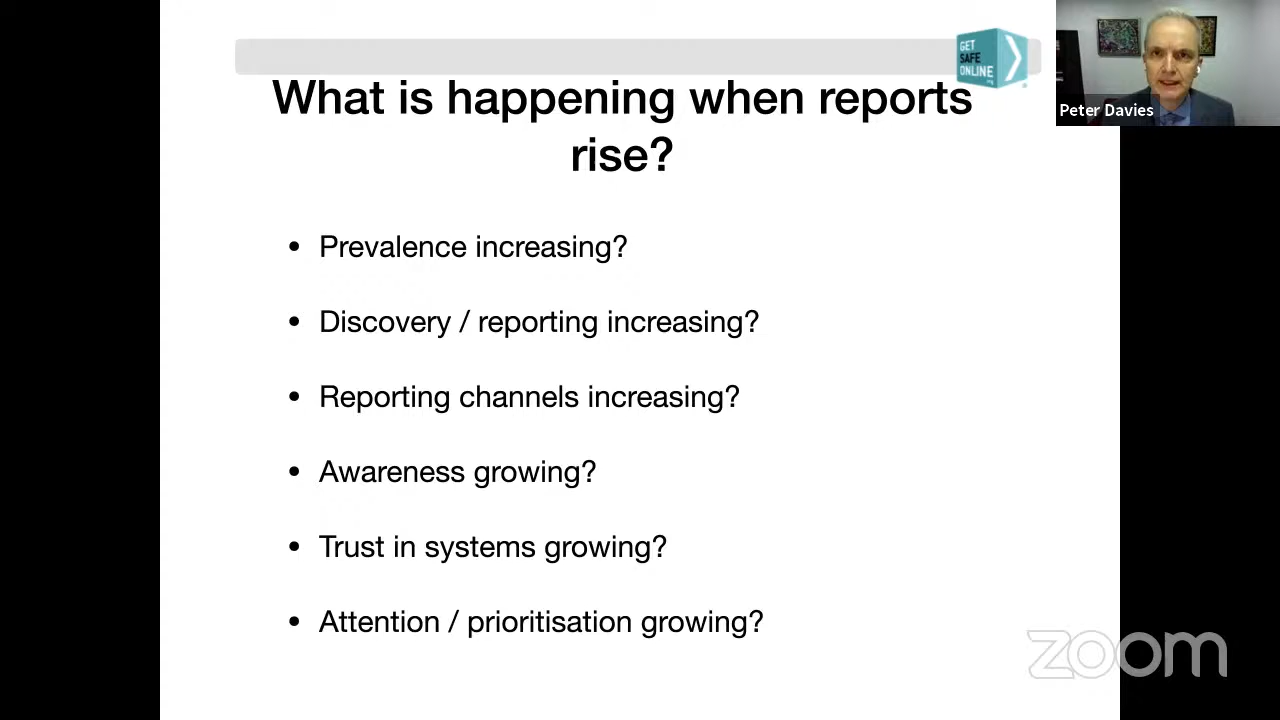 GET
SAFE
ONLINE
.org
Peter Davies
What is happening when reports
rise?
• Prevalence increasing?
• Discovery / reporting increasing?
• Reporting channels increasing?
• Awareness growing?
• Trust in systems growing?
• Attention / prioritisation growing?
zoom